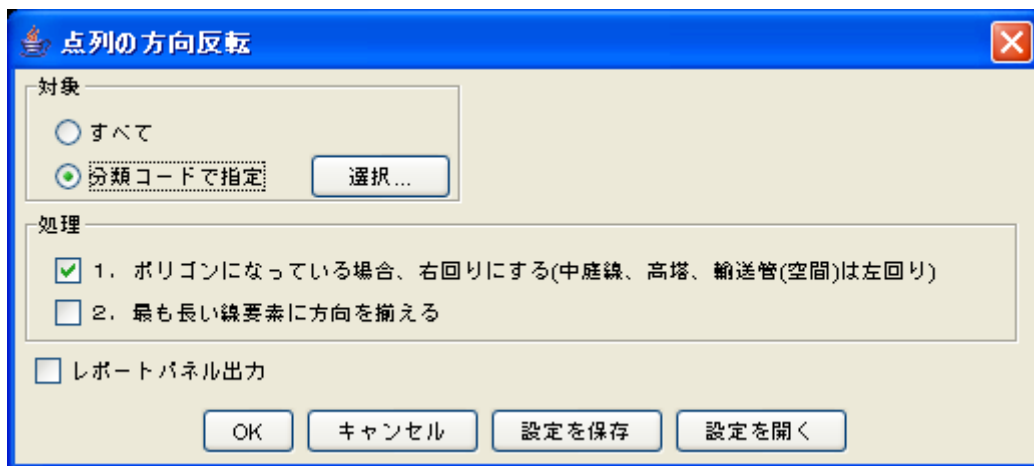 点列の方向反転
対象
すべて
分類コードで指定 選択...
処理
1. ポリゴンになっている場合、右回りにする(中庭線、高塔、輸送管(空間)は左回り)
2. 最も長い線要素に方向を揃える
レポートパネル出力
OK キャンセル 設定を保存 設定を開く